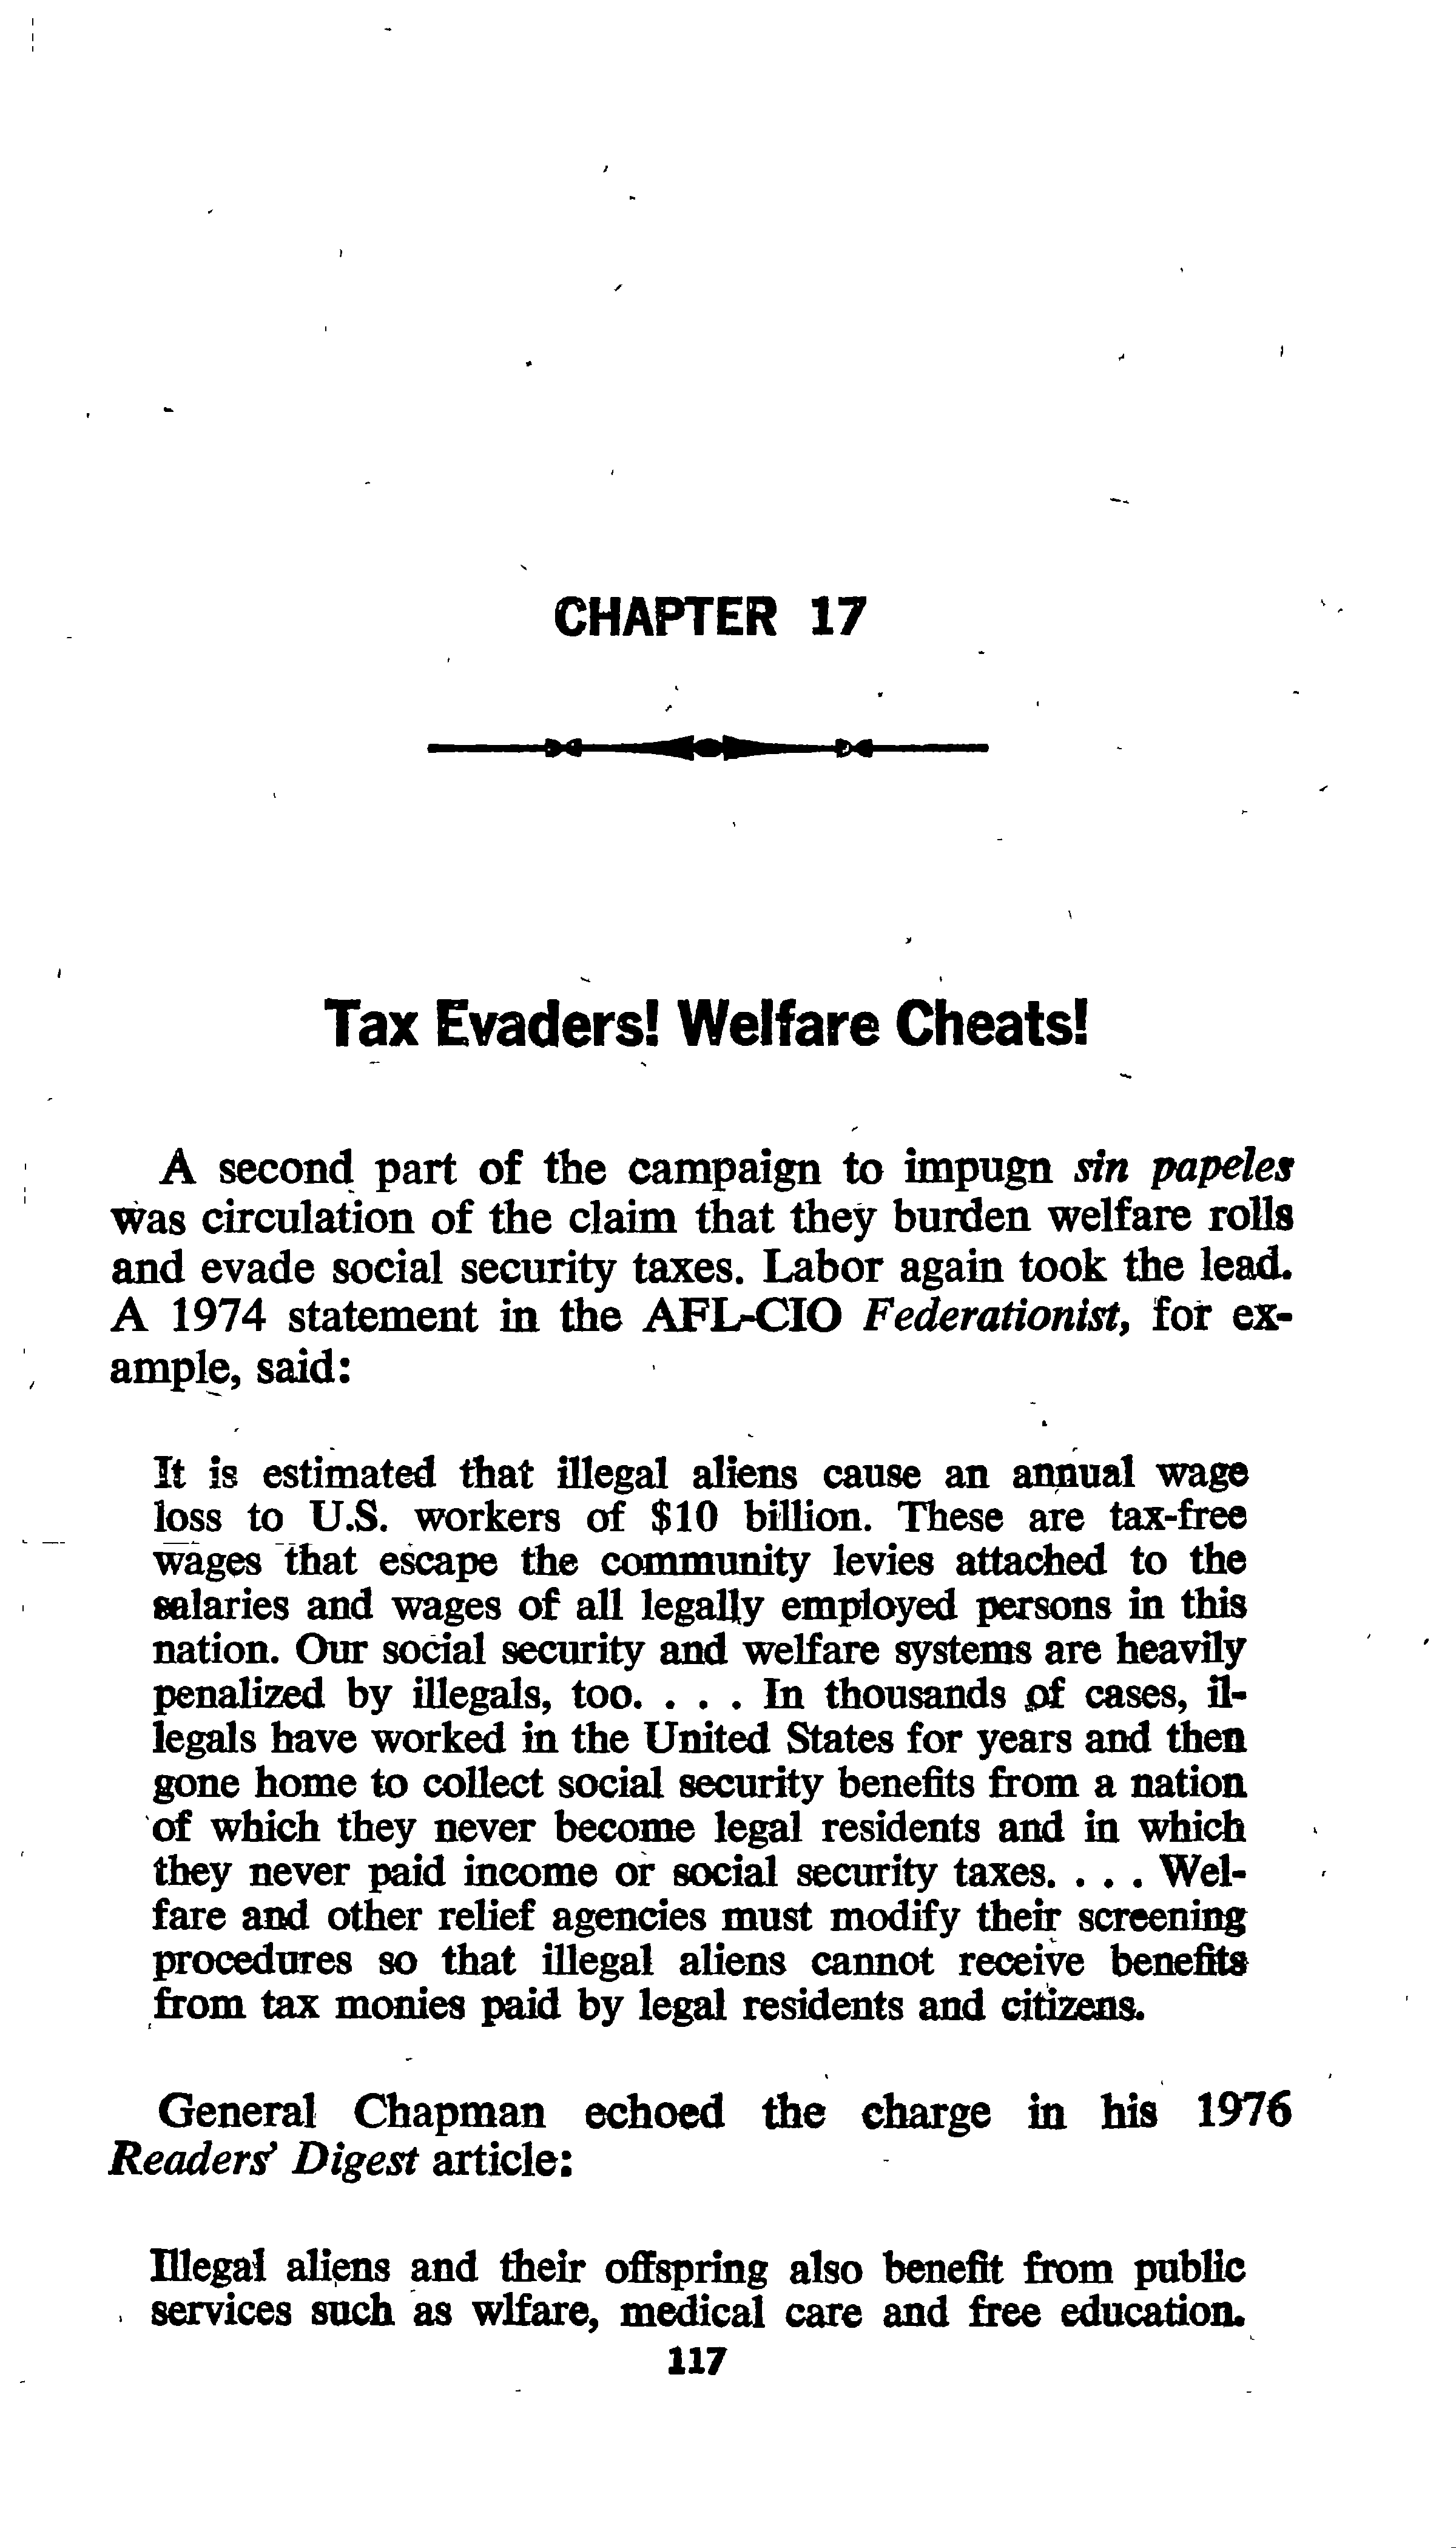 CHAPTER 17
Tax Evaders! Welfare Cheats!
A second part of the campaign to impugn sin papeles
was circulation of the claim that they burden welfare rolls
and evade social security taxes. Labor again took the lead.
A 1974 statement in the AFL-CIO Federationist, for ex-
ample, said:
It is estimated that illegal aliens cause an annual wage
loss to U.S. workers of $10 billion. These are tax-free
wages that escape the community levies attached to the
salaries and wages of all legally employed persons in this
nation. Our social security and welfare systems are heavily
penalized by illegals, too. . . . In thousands of cases, il-
legals have worked in the United States for years and then
gone home to collect social security benefits from a nation
of which they never become legal residents and in which
they never paid income or social security taxes. . . . Wel-
fare and other relief agencies must modify their screening
procedures so that illegal aliens cannot receive benefits
from tax monies paid by legal residents and citizens.
General Chapman echoed the charge in his 1976
Readers' Digest article:
Illegal aliens and their offspring also benefit from public
services such as wlfare, medical care and free education.
117